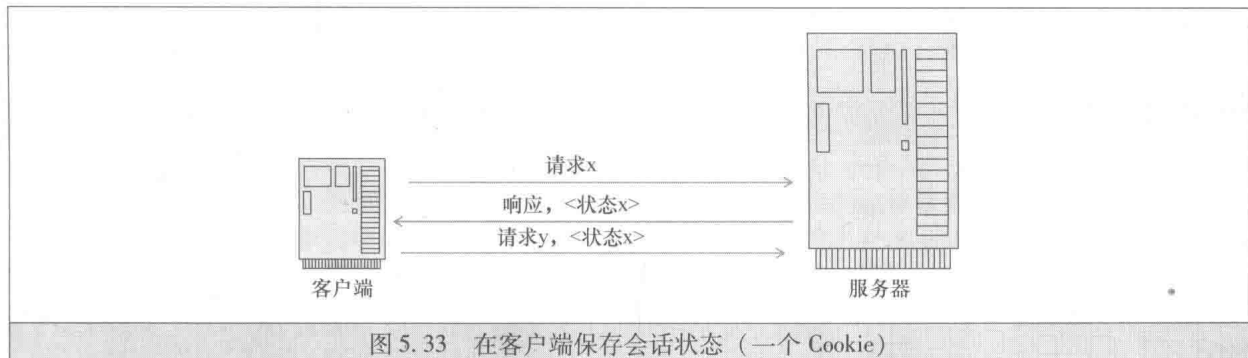 请求x
响应，<状态x>
请求y，<状态x>
客户端
服务器
图 5.33 在客户端保存会话状态（一个 Cookie）